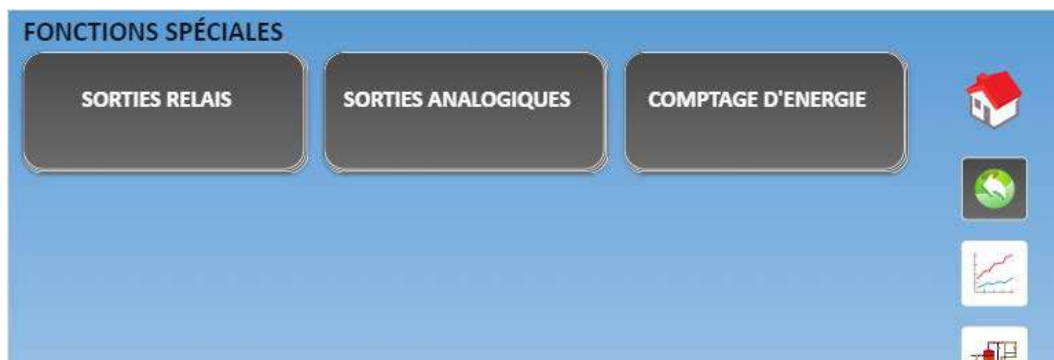 FONCTIONS SPÉCIALES
SORTIES RELAIS
SORTIES ANALOGIQUES
COMPTAGE D'ENERGIE